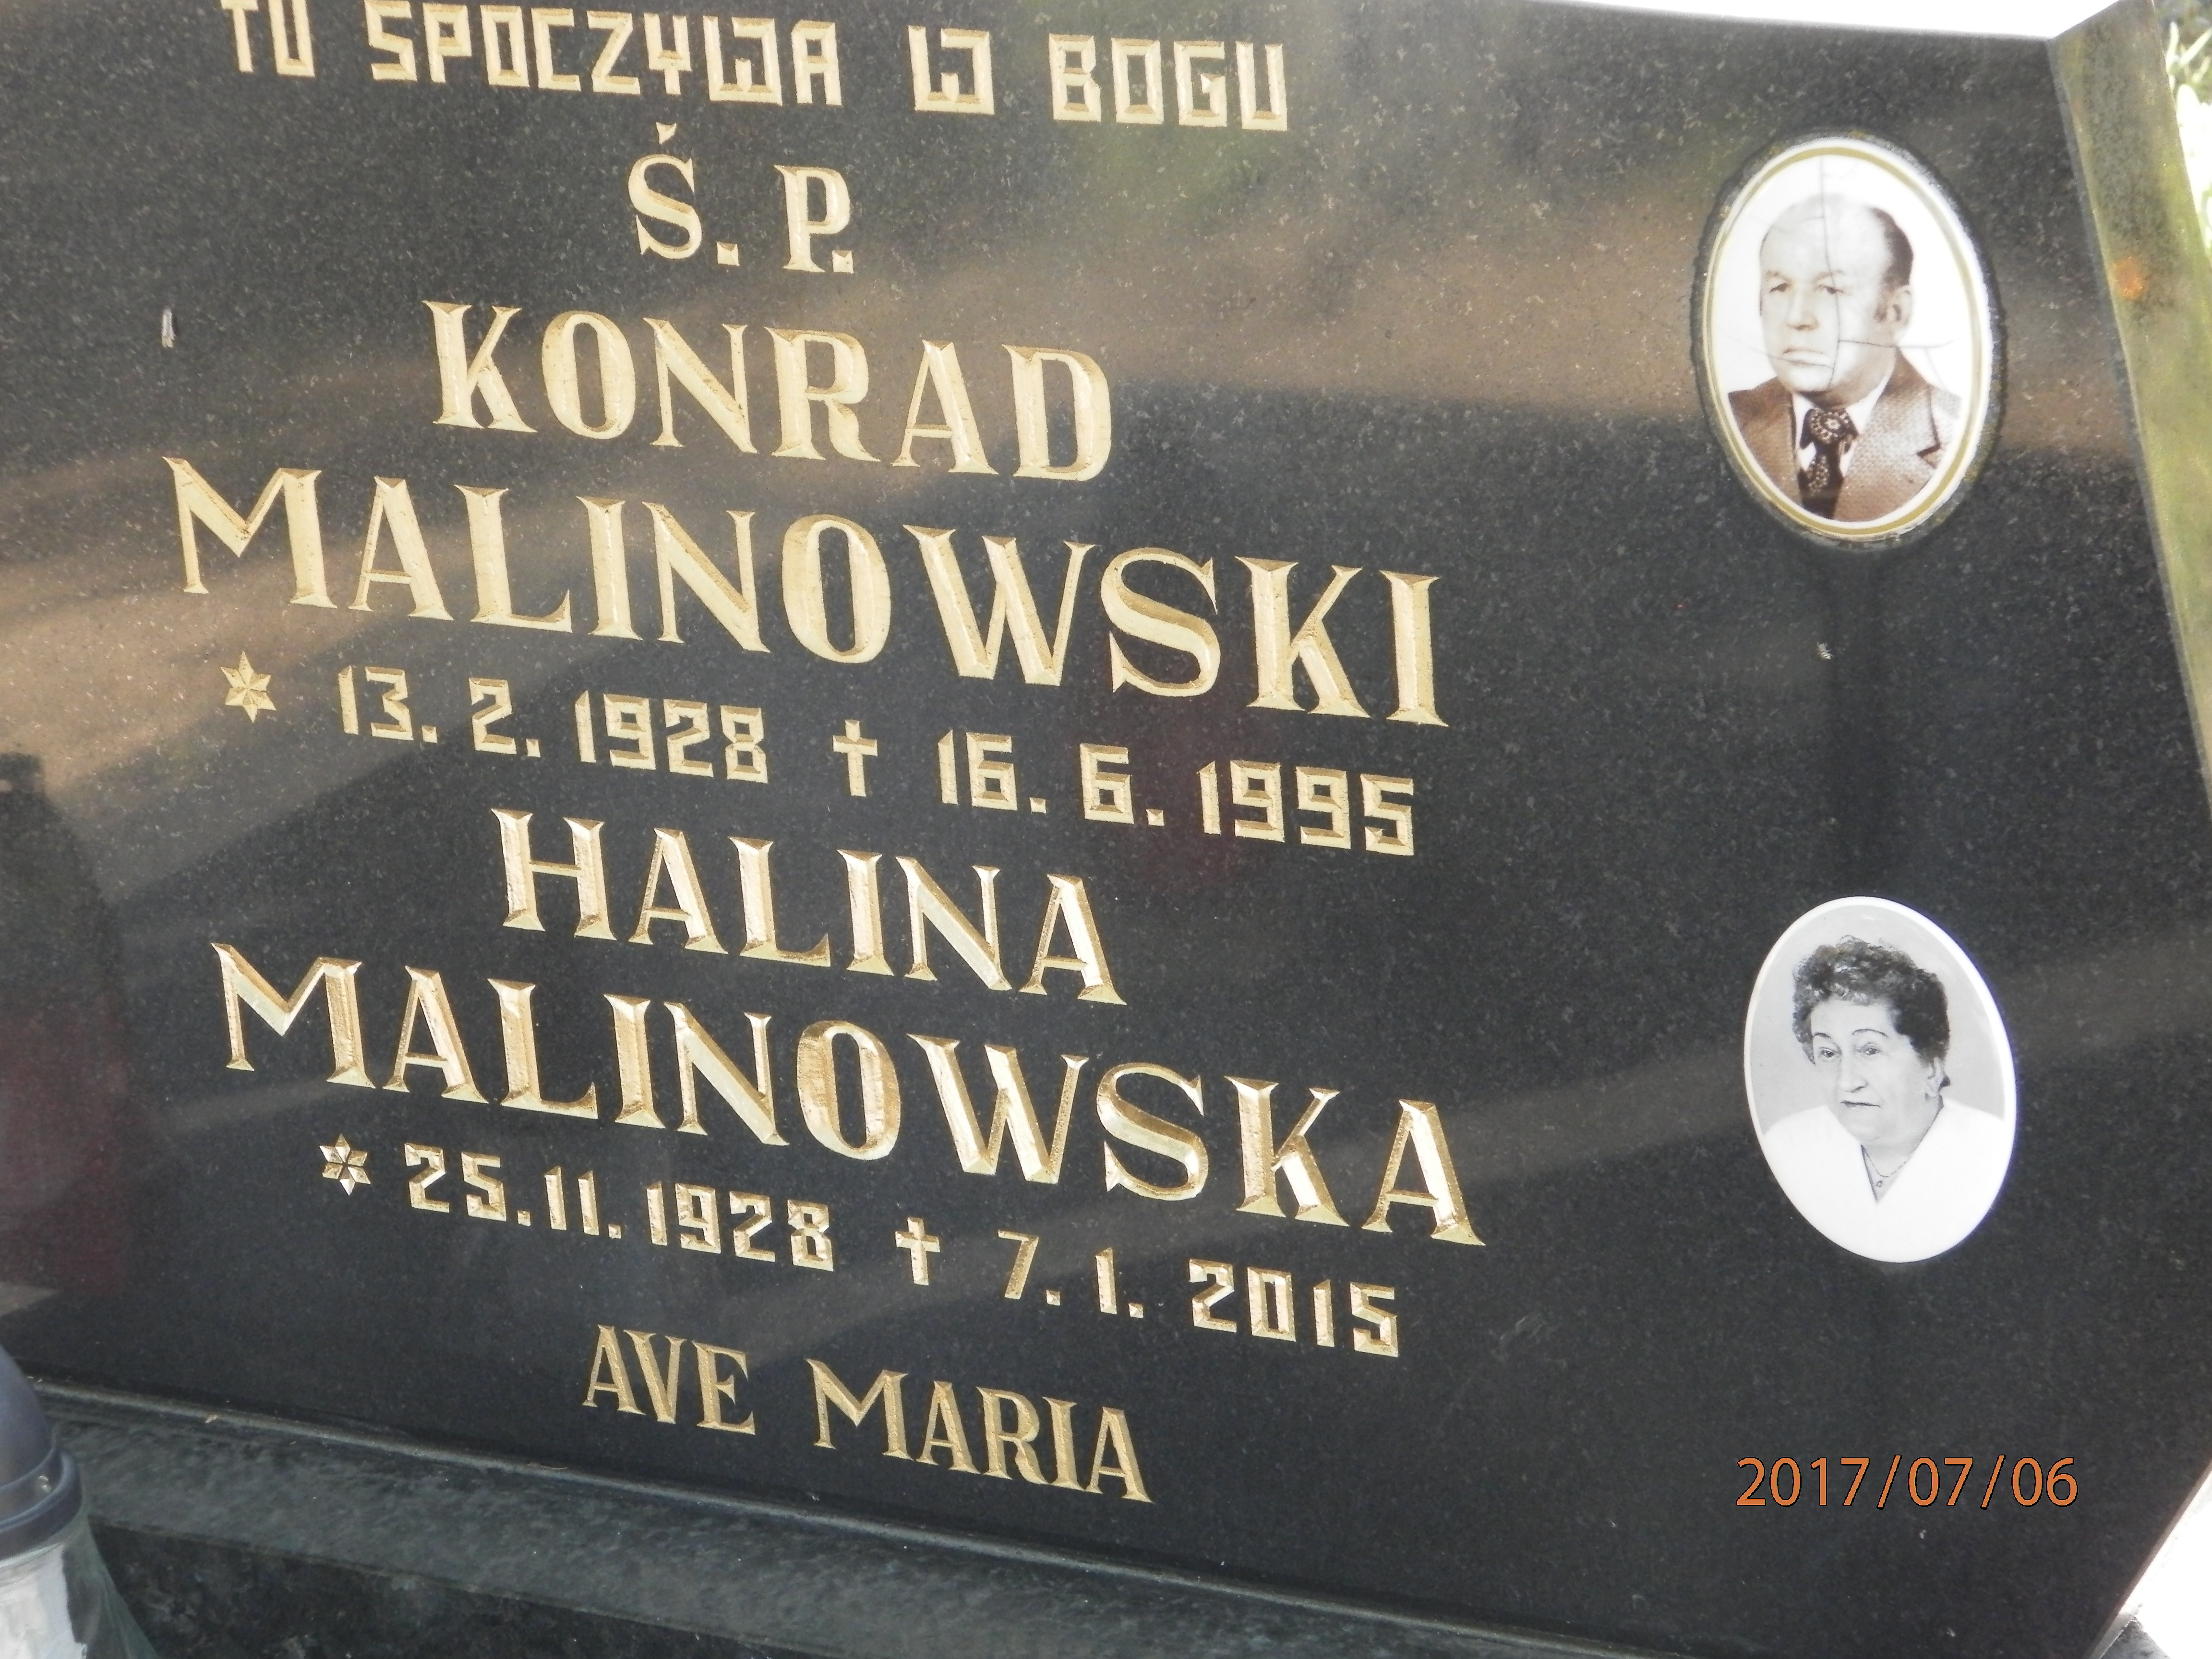 TU SPOCZYWA W BOGU
Ś. P.
KONRAD
MALINOWSKI
* 13. 2. 1928 † 16. 6. 1995
HALINA
MALINOWSKA
* 25.11.1928 † 7. 1. 2015
AVE MARIA
2017/07/06